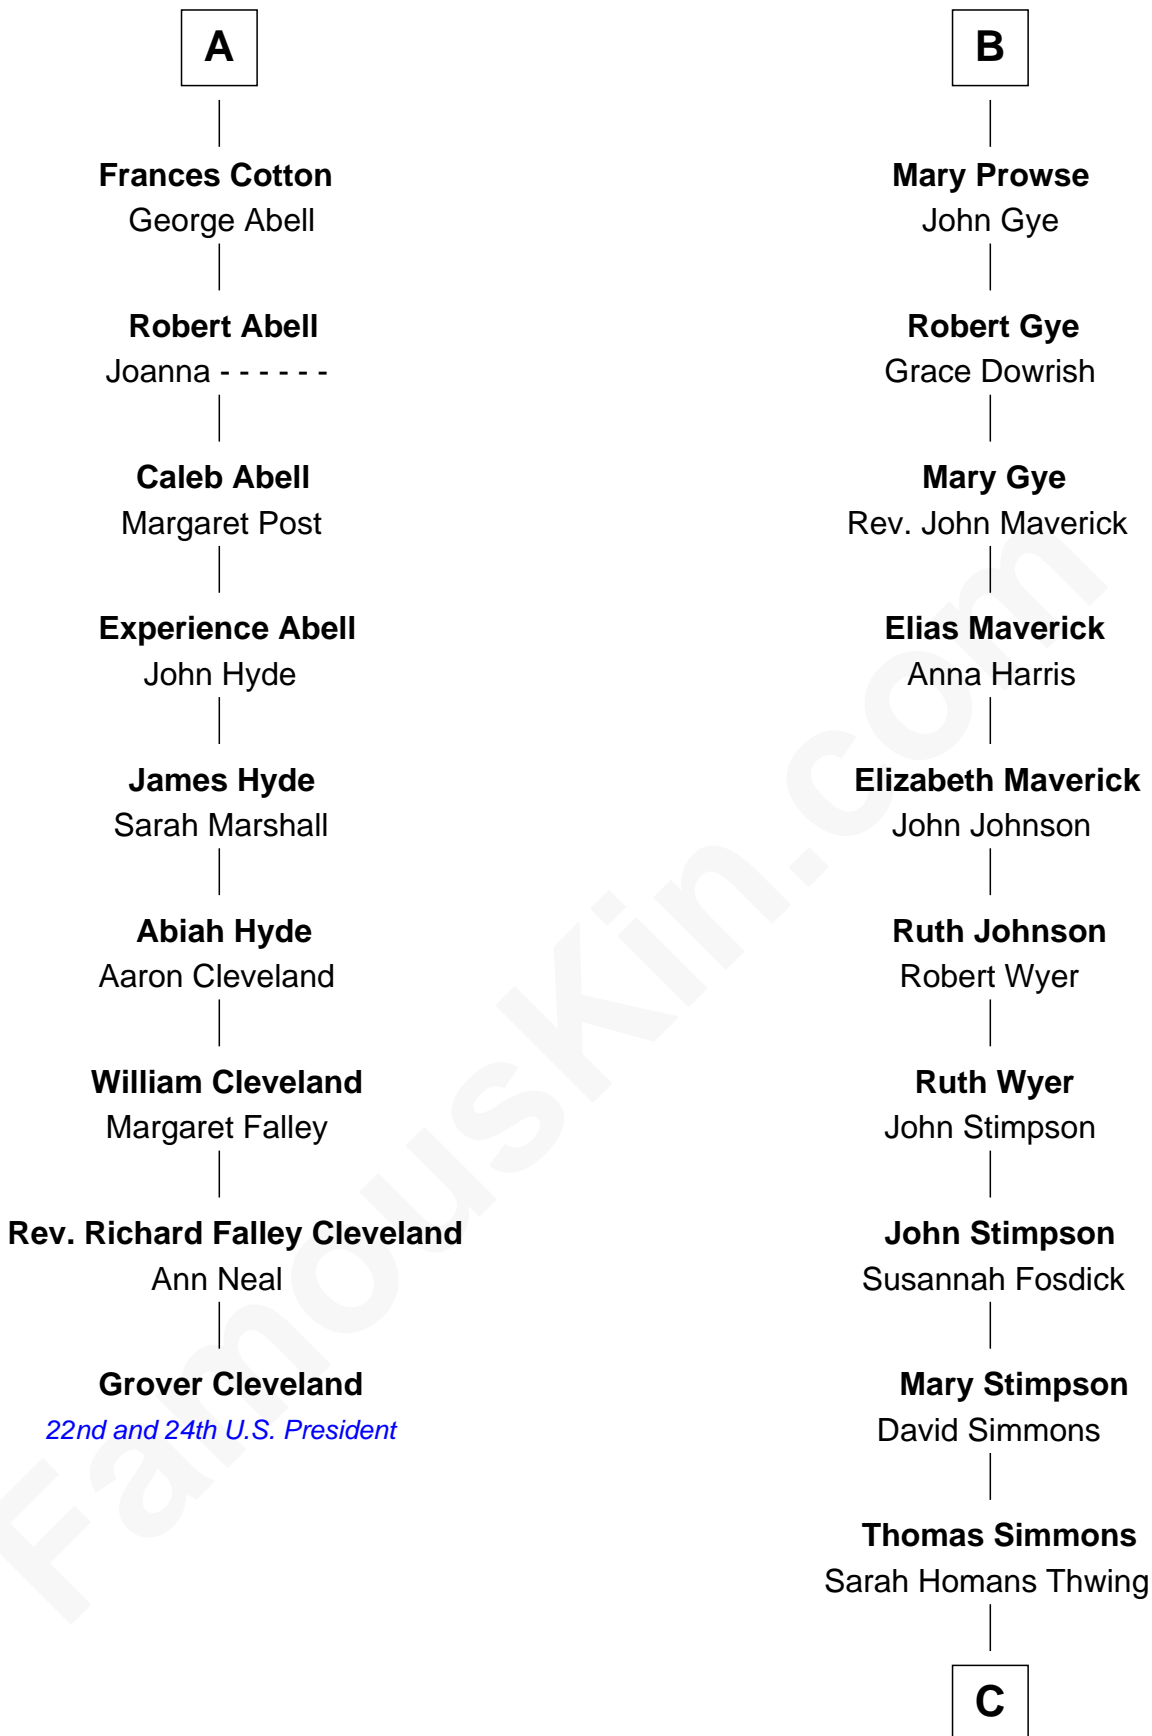 A
Frances Cotton
George Abell
Robert Abell
Joanna - - - - - -
Caleb Abell
Margaret Post
Experience Abell
John Hyde
James Hyde
Sarah Marshall
Abiah Hyde
Aaron Cleveland
William Cleveland
Margaret Falley
Rev. Richard Falley Cleveland
Ann Neal
Grover Cleveland
22nd and 24th U.S. President
B
Mary Prowse
John Gye
Robert Gye
Grace Dowrish
Mary Gye
Rev. John Maverick
Elias Maverick
Anna Harris
Elizabeth Maverick
John Johnson
Ruth Johnson
Robert Wyer
Ruth Wyer
John Stimpson
John Stimpson
Susannah Fosdick
Mary Stimpson
David Simmons
Thomas Simmons
Sarah Homans Thwing
C
FamousKin.com